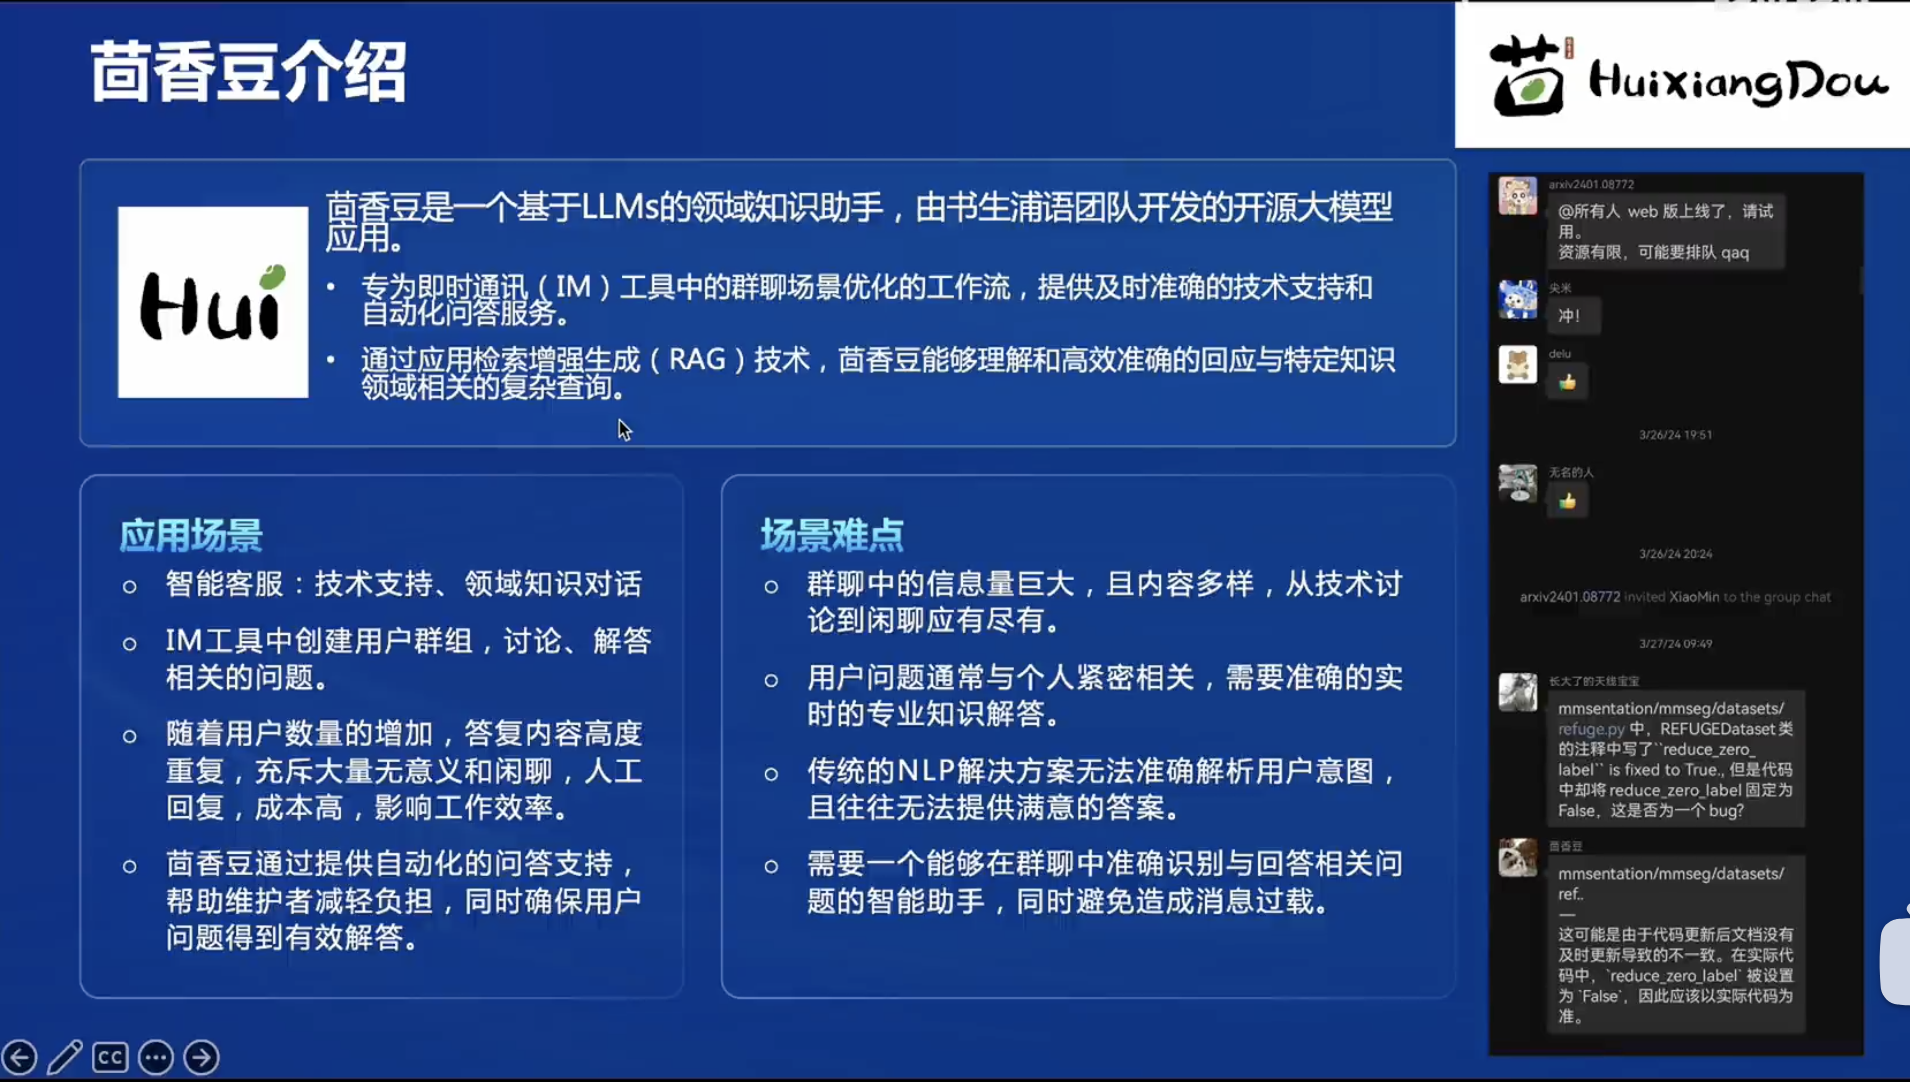 茴香豆介绍
茴 HuixiangDou
茴香豆是一个基于LLMs的领域知识助手，由书生浦语团队开发的开源大模型
应用。
Hui
• 专为即时通讯（IM）工具中的群聊场景优化的工作流，提供及时准确的技术支持和
自动化问答服务。
• 通过应用检索增强生成（RAG）技术，茴香豆能够理解和高效准确的回应与特定知识
领域相关的复杂查询。
应用场景
智能客服：技术支持、领域知识对话
IM工具中创建用户群组，讨论、解答
相关的问题。
随着用户数量的增加，答复内容高度
重复，充斥大量无意义和闲聊，人工
回复，成本高，影响工作效率。
茴香豆通过提供自动化的问答支持，
帮助维护者减轻负担，同时确保用户
问题得到有效解答。
场景难点
群聊中的信息量巨大，且内容多样，从技术讨
论到闲聊应有尽有。
用户问题通常与个人紧密相关，需要准确的实
时的专业知识解答。
传统的NLP解决方案无法准确解析用户意图，
且往往无法提供满意的答案。
需要一个能够在群聊中准确识别与回答相关问
题的智能助手，同时避免造成消息过载。
arxiv2401.08772
@所有人 web 版上线了，请试
用。
资源有限，可能要排队 qaq
央米
冲！
delu
3/26/24 19:51
无名的人
3/26/24 20:24
arxiv2401.08772 invited XiaoMin to the group chat
3/27/24 09:49
长大了的天线宝宝
mmsentation/mmseg/datasets/
refuge.py 中，REFUGEDataset 类
的注释中写了``reduce_zero_
label`` is fixed to True., 但是代码
中却将 reduce_zero_label 固定为
False，这是否为一个 bug?
茴香豆
mmsentation/mmseg/datasets/
ref..
—
这可能是由于代码更新后文档没有
及时更新导致的不一致。在实际代
码中，`reduce_zero_label` 被设置
为 `False`，因此应该以实际代码为
准。
CC